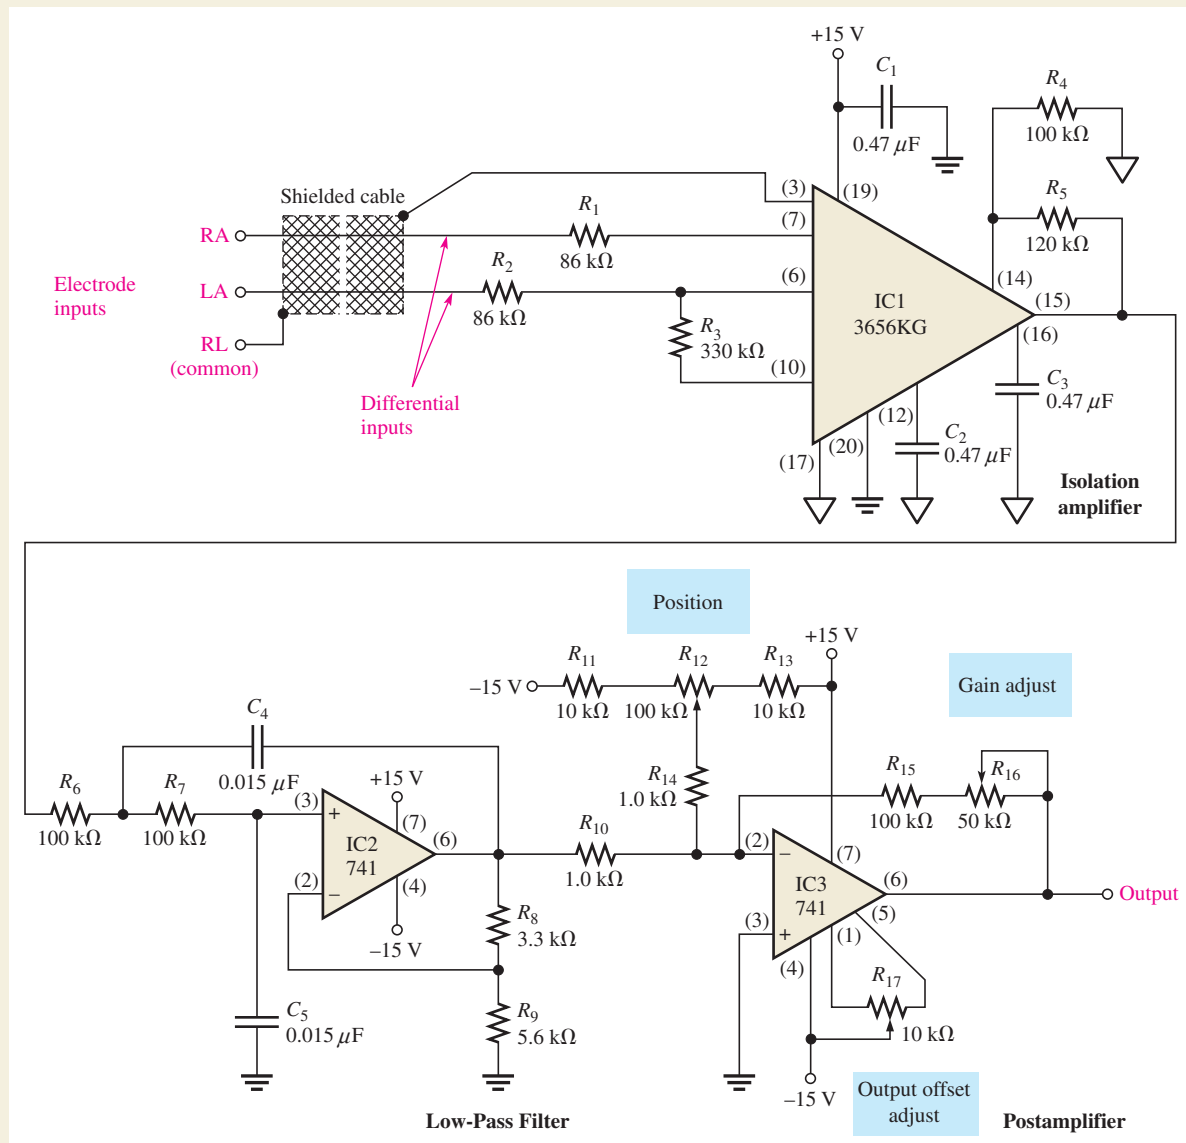 +15 V
C1
0.47 μF
R4
100 kΩ
Shielded cable
(3)
(19)
R1
(7)
R5
RA
86 kΩ
120 kΩ
R2
(6)
(14)
Electrode
inputs
LA
IC1
3656KG
(15)
86 kΩ
R3
330 kΩ
(16)
RL
(common)
(10)
C3
0.47 μF
Differential
inputs
(12)
C2
0.47 μF
(20)
(17)
Isolation
amplifier
Position
+15 V
R11
R12
R13
–15 V
Gain adjust
10 kΩ
100 kΩ
10 kΩ
C4
R6
R7
0.015 μF
+15 V
R14
1.0 kΩ
R15
R16
(3)
+
(7)
100 kΩ
50 kΩ
100 kΩ
100 kΩ
R10
IC2
741
(6)
(2)
–
(7)
1.0 kΩ
(2)
–
(4)
IC3
741
(6)
Output
R8
3.3 kΩ
(3)
+
(5)
(1)
–15 V
(4)
R17
C5
0.015 μF
R9
5.6 kΩ
10 kΩ
–15 V
Output offset
adjust
Low-Pass Filter
Postamplifier